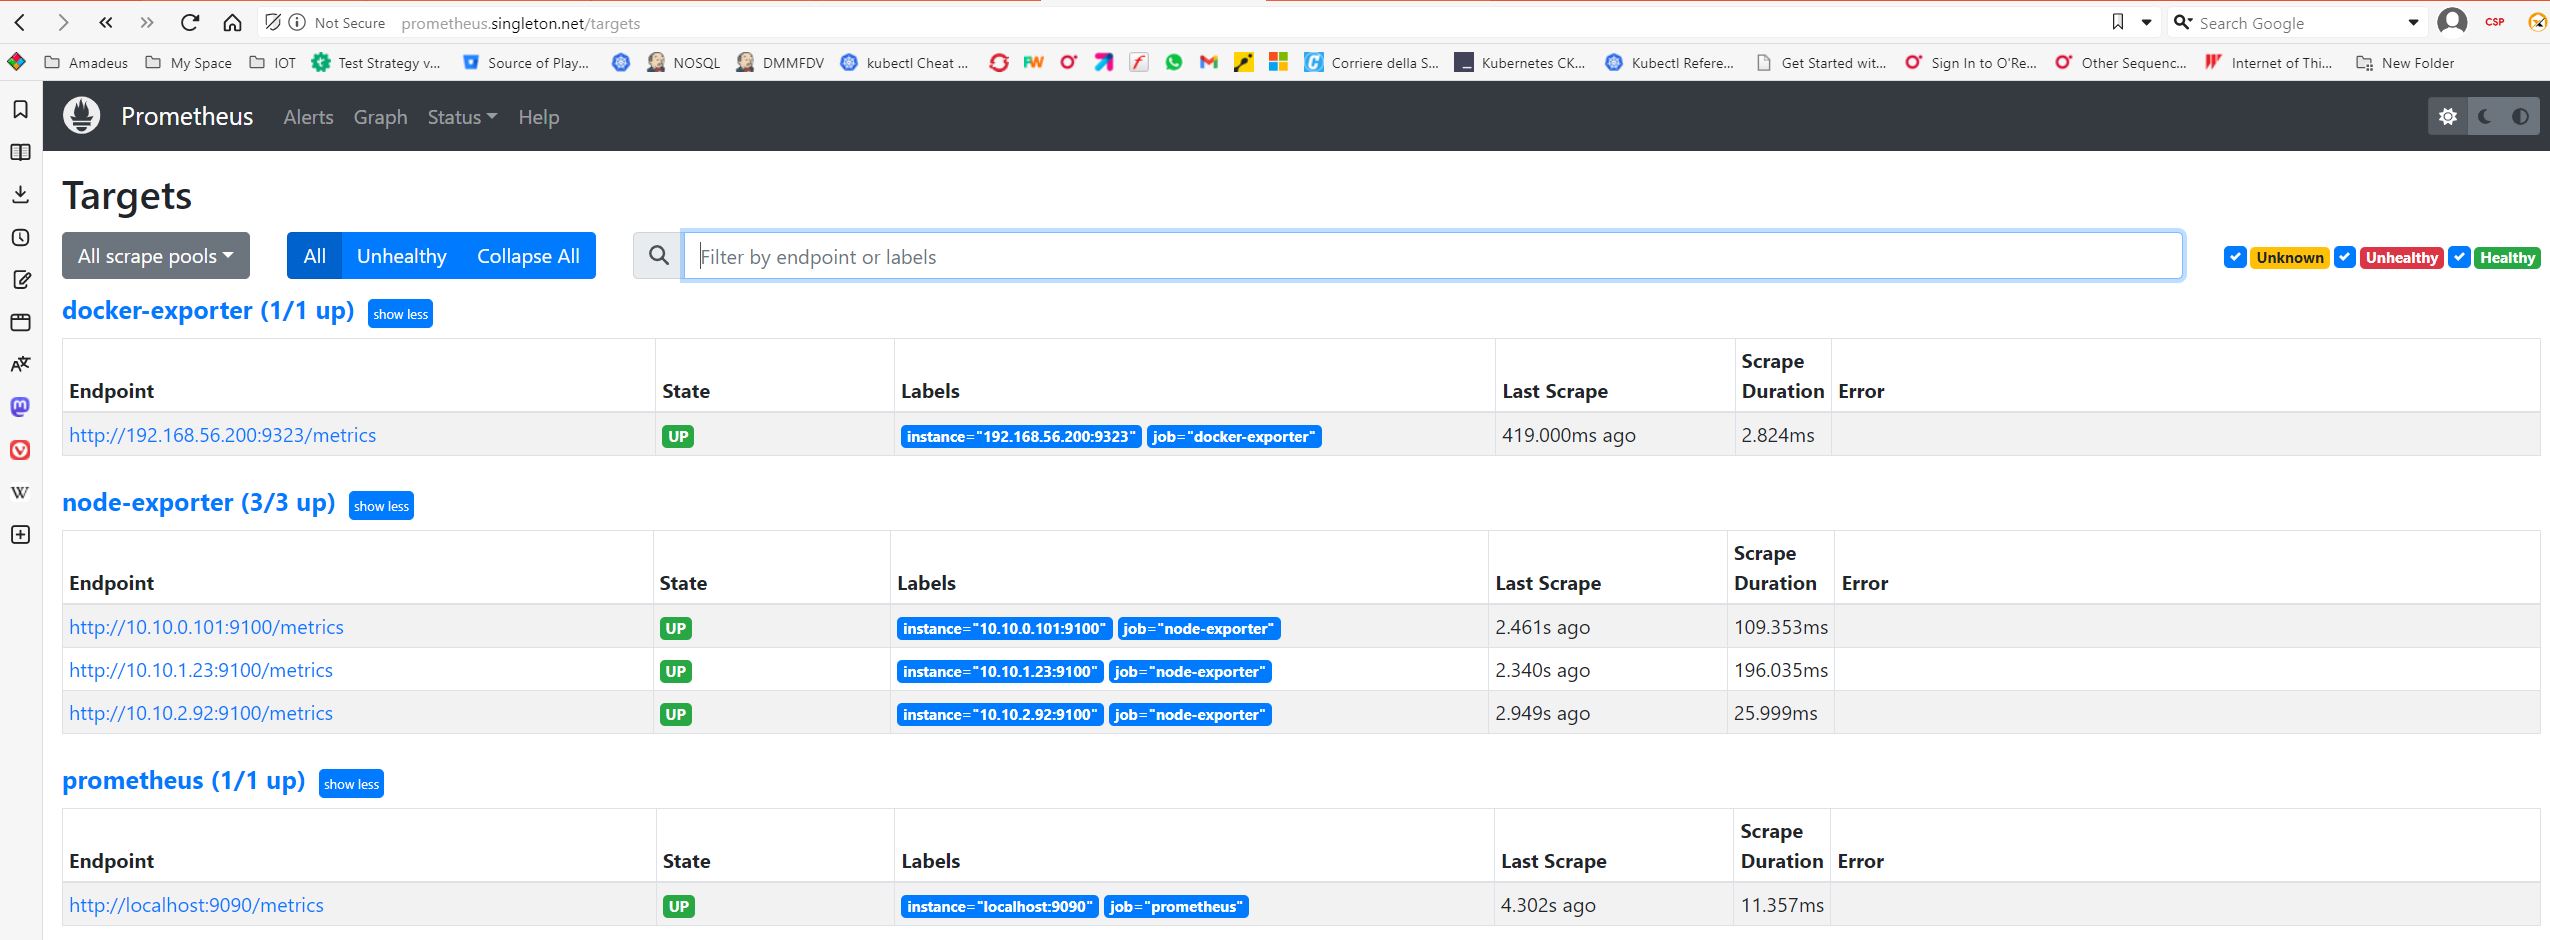 Not Secure prometheus.singleton.net/targets Search Google CSP
Amadeus My Space IOT Test Strategy v... Source of Play... NOSQL DMMFDV kubectl Cheat ... FW Corriere della S... Kubernetes CK... Kubectl Refere... Get Started wit... Sign In to O'Re... Other Sequenc... Internet of Thi... New Folder
Prometheus Alerts Graph Status Help
Targets
All scrape pools All Unhealthy Collapse All Filter by endpoint or labels Unknown Unhealthy Healthy
docker-exporter (1/1 up) show less
Endpoint State Labels Last Scrape Scrape Duration Error
http://192.168.56.200:9323/metrics UP instance="192.168.56.200:9323" job="docker-exporter" 419.000ms ago 2.824ms
node-exporter (3/3 up) show less
Endpoint State Labels Last Scrape Scrape Duration Error
http://10.10.0.101:9100/metrics UP instance="10.10.0.101:9100" job="node-exporter" 2.461s ago 109.353ms
http://10.10.1.23:9100/metrics UP instance="10.10.1.23:9100" job="node-exporter" 2.340s ago 196.035ms
http://10.10.2.92:9100/metrics UP instance="10.10.2.92:9100" job="node-exporter" 2.949s ago 25.999ms
prometheus (1/1 up) show less
Endpoint State Labels Last Scrape Scrape Duration Error
http://localhost:9090/metrics UP instance="localhost:9090" job="prometheus" 4.302s ago 11.357ms